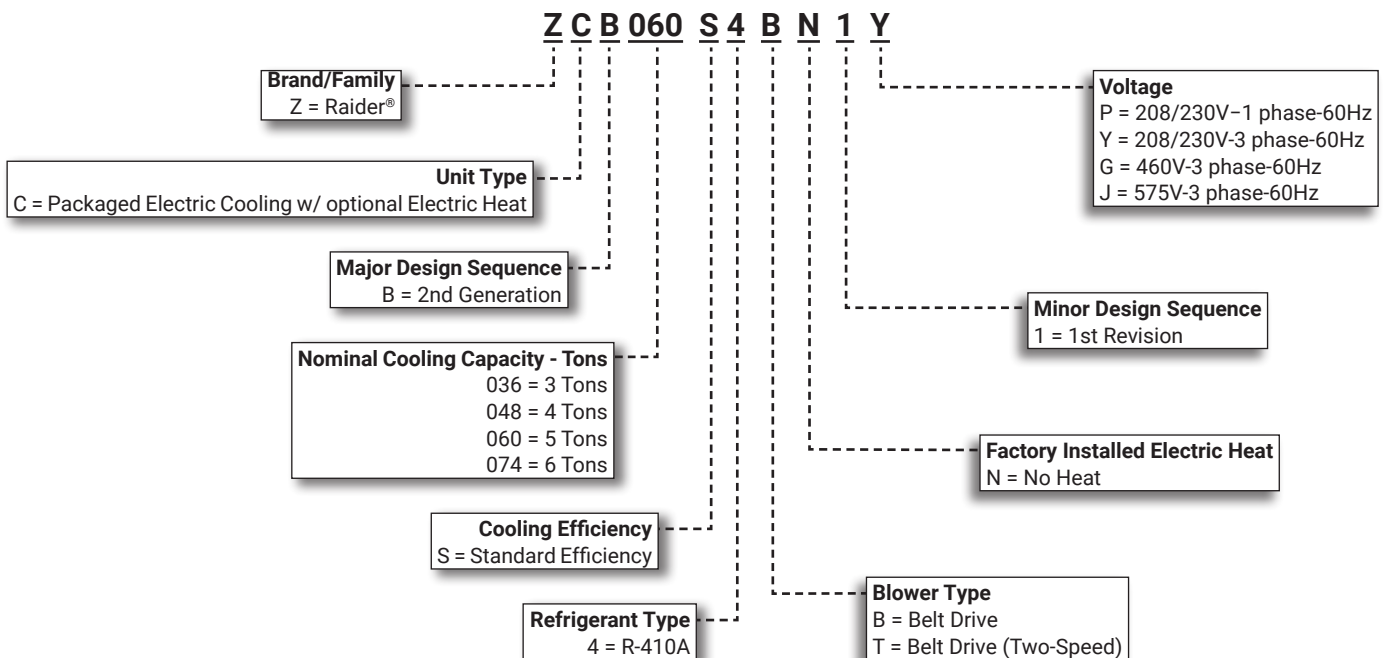 Z C B 060 S 4 B N 1 Y
Brand/Family
Z = Raider®
Unit Type
C = Packaged Electric Cooling w/ optional Electric Heat
Major Design Sequence
B = 2nd Generation
Nominal Cooling Capacity - Tons
036 = 3 Tons
048 = 4 Tons
060 = 5 Tons
074 = 6 Tons
Cooling Efficiency
S = Standard Efficiency
Refrigerant Type
4 = R-410A
Voltage
P = 208/230V–1 phase-60Hz
Y = 208/230V-3 phase-60Hz
G = 460V-3 phase-60Hz
J = 575V-3 phase-60Hz
Minor Design Sequence
1 = 1st Revision
Factory Installed Electric Heat
N = No Heat
Blower Type
B = Belt Drive
T = Belt Drive (Two-Speed)